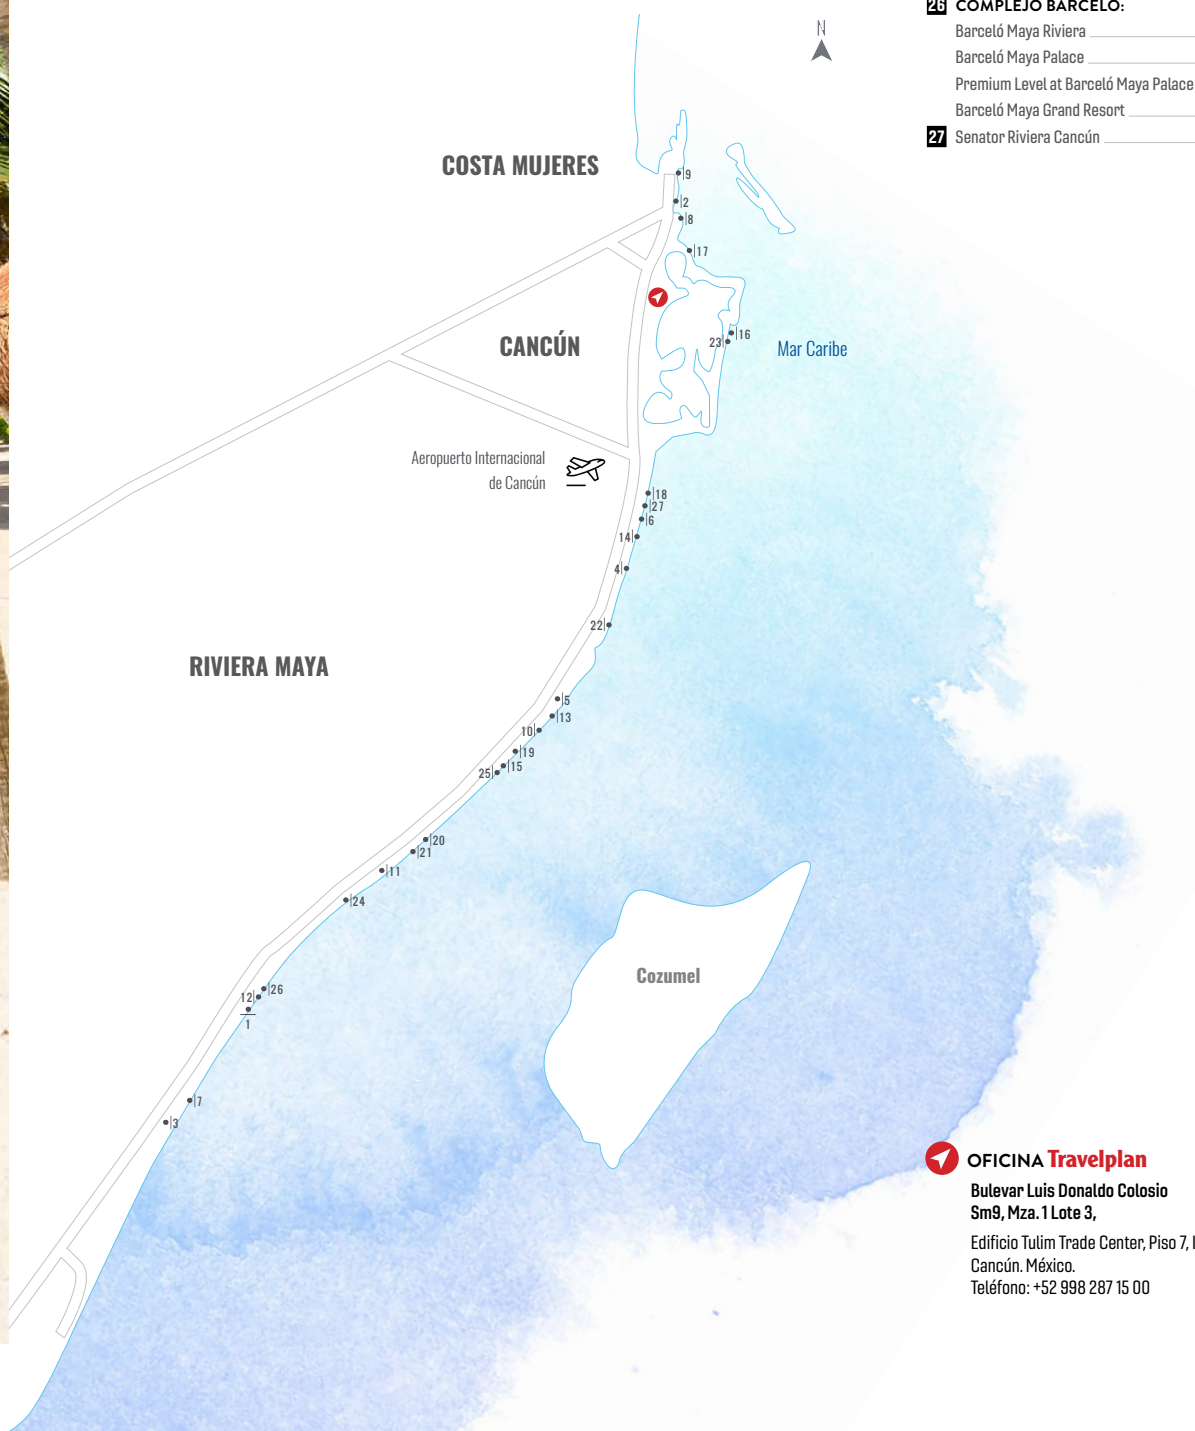 26 COMPLEJO BARCELÓ:
Barceló Maya Riviera
Barceló Maya Palace
Premium Level at Barceló Maya Palace
Barceló Maya Grand Resort
27 Senator Riviera Cancún
N
COSTA MUJERES
9
2
8
17
CANCÚN
16
23
Mar Caribe
Aeropuerto Internacional
de Cancún
18
27
6
14
4
22
RIVIERA MAYA
5
13
10
19
15
25
20
21
11
24
Cozumel
26
12
1
7
3
OFICINA Travelplan
Bulevar Luis Donaldo Colosio
Sm9, Mza. 1 Lote 3,
Edificio Tulim Trade Center, Piso 7,
Cancún. México.
Teléfono: +52 998 287 15 00